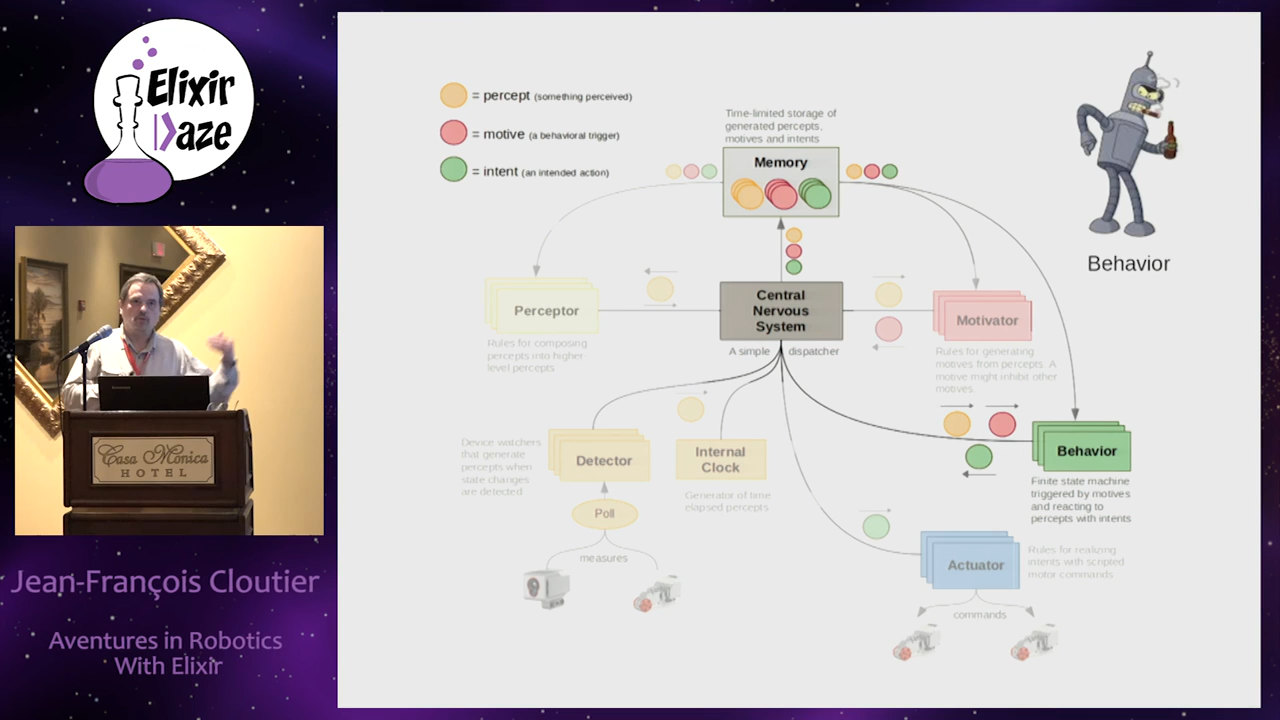 Elixir
Daze
Casa Monica
HOTEL
Jean-François Cloutier
Aventures in Robotics
With Elixir
= percept (something perceived)
= motive (a behavioral trigger)
= intent (an intended action)
Time-limited storage of
generated percepts,
motives and intents
Memory
Behavior
Perceptor
Rules for composing
percepts into higher-
level percepts
Central
Nervous
System
A simple dispatcher
Motivator
Rules for generating
motives from percepts. A
motive might inhibit other
motives.
Device watchers
that generate
percepts when
state changes
are detected
Detector
Poll
measures
Internal
Clock
Generator of time
elapsed percepts
Behavior
Finite state machine
triggered by motives
and reacting to
percepts with intents
Actuator
Rules for realizing
intents with scripted
motor commands
commands